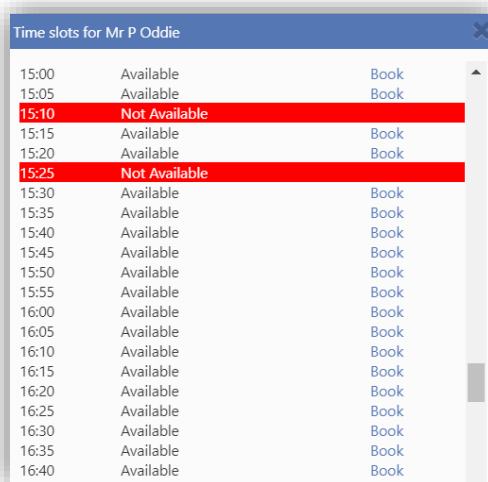 Time slots for Mr P Oddie
15:00 Available Book
15:05 Available Book
15:10 Not Available
15:15 Available Book
15:20 Available Book
15:25 Not Available
15:30 Available Book
15:35 Available Book
15:40 Available Book
15:45 Available Book
15:50 Available Book
15:55 Available Book
16:00 Available Book
16:05 Available Book
16:10 Available Book
16:15 Available Book
16:20 Available Book
16:25 Available Book
16:30 Available Book
16:35 Available Book
16:40 Available Book